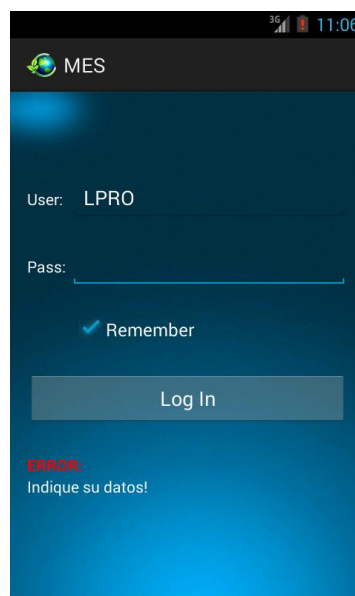 3G 11:06
MES
User: LPRO
Pass:
Remember
Log In
ERROR:
Indique su datos!